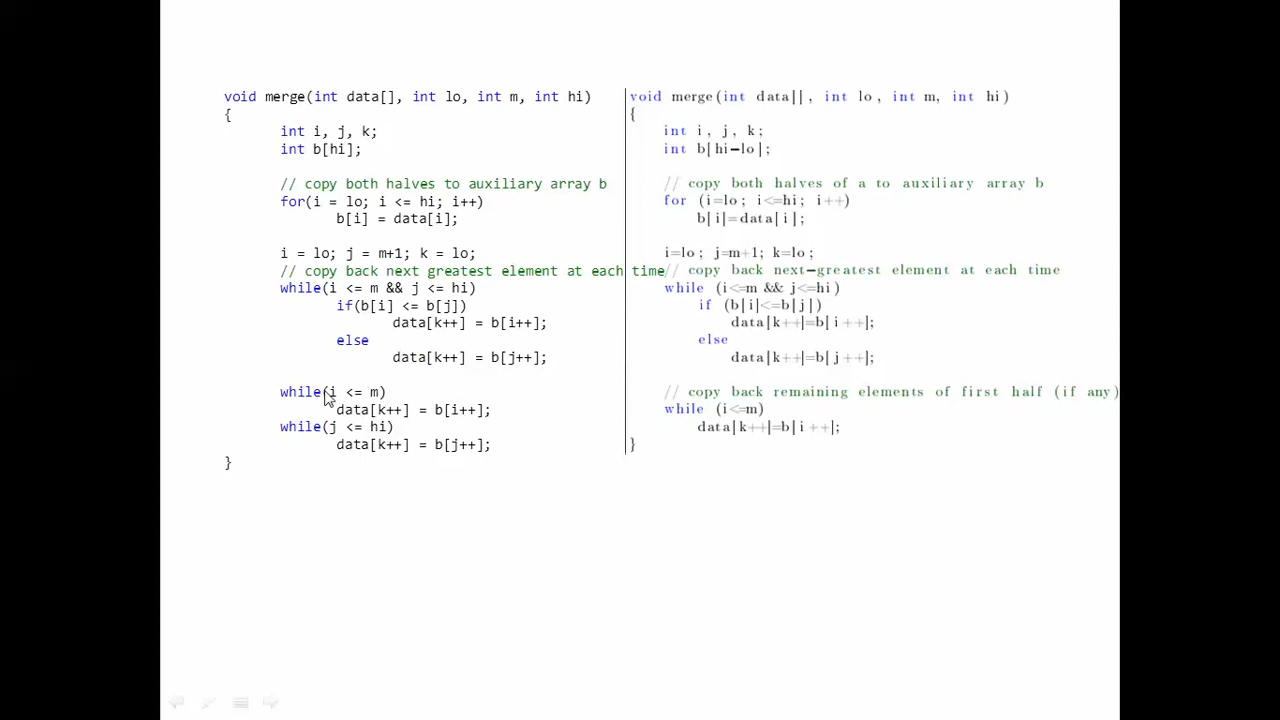 void merge(int data[], int lo, int m, int hi)
{
int i, j, k;
int b[hi];
// copy both halves to auxiliary array b
for(i = lo; i <= hi; i++)
b[i] = data[i];
i = lo; j = m+1; k = lo;
// copy back next greatest element at each time
while(i <= m && j <= hi)
if(b[i] <= b[j])
data[k++] = b[i++];
else
data[k++] = b[j++];
while(i <= m)
data[k++] = b[i++];
while(j <= hi)
data[k++] = b[j++];
}
void merge(int data[], int lo, int m, int hi)
{
int i, j, k;
int b[hi-lo];
// copy both halves of a to auxiliary array b
for (i=lo; i<=hi; i++)
b[i]=data[i];
i=lo; j=m+1; k=lo;
// copy back next-greatest element at each time
while (i<=m && j<=hi)
if (b[i]<=b[j])
data[k++]=b[i++];
else
data[k++]=b[j++];
// copy back remaining elements of first half (if any)
while (i<=m)
data[k++]=b[i++];
}